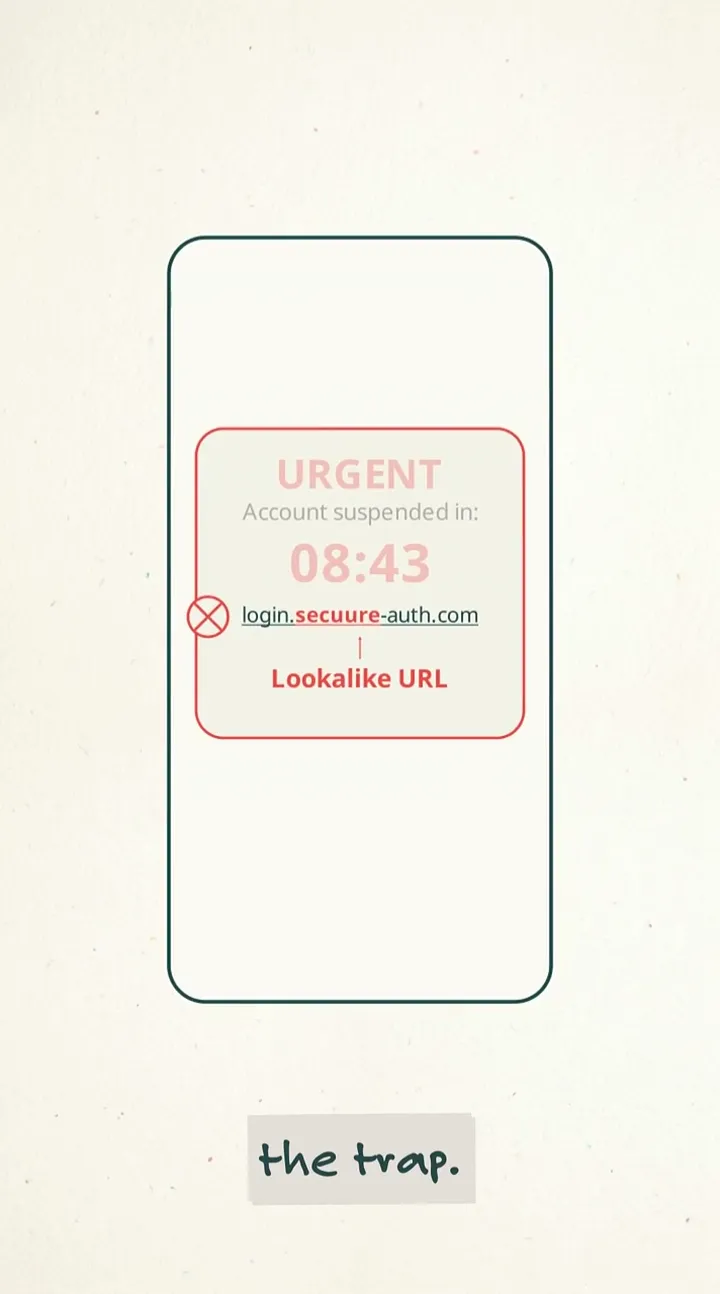 URGENT
Account suspended in:
08:43
login.secuure-auth.com
Lookalike URL
the trap.